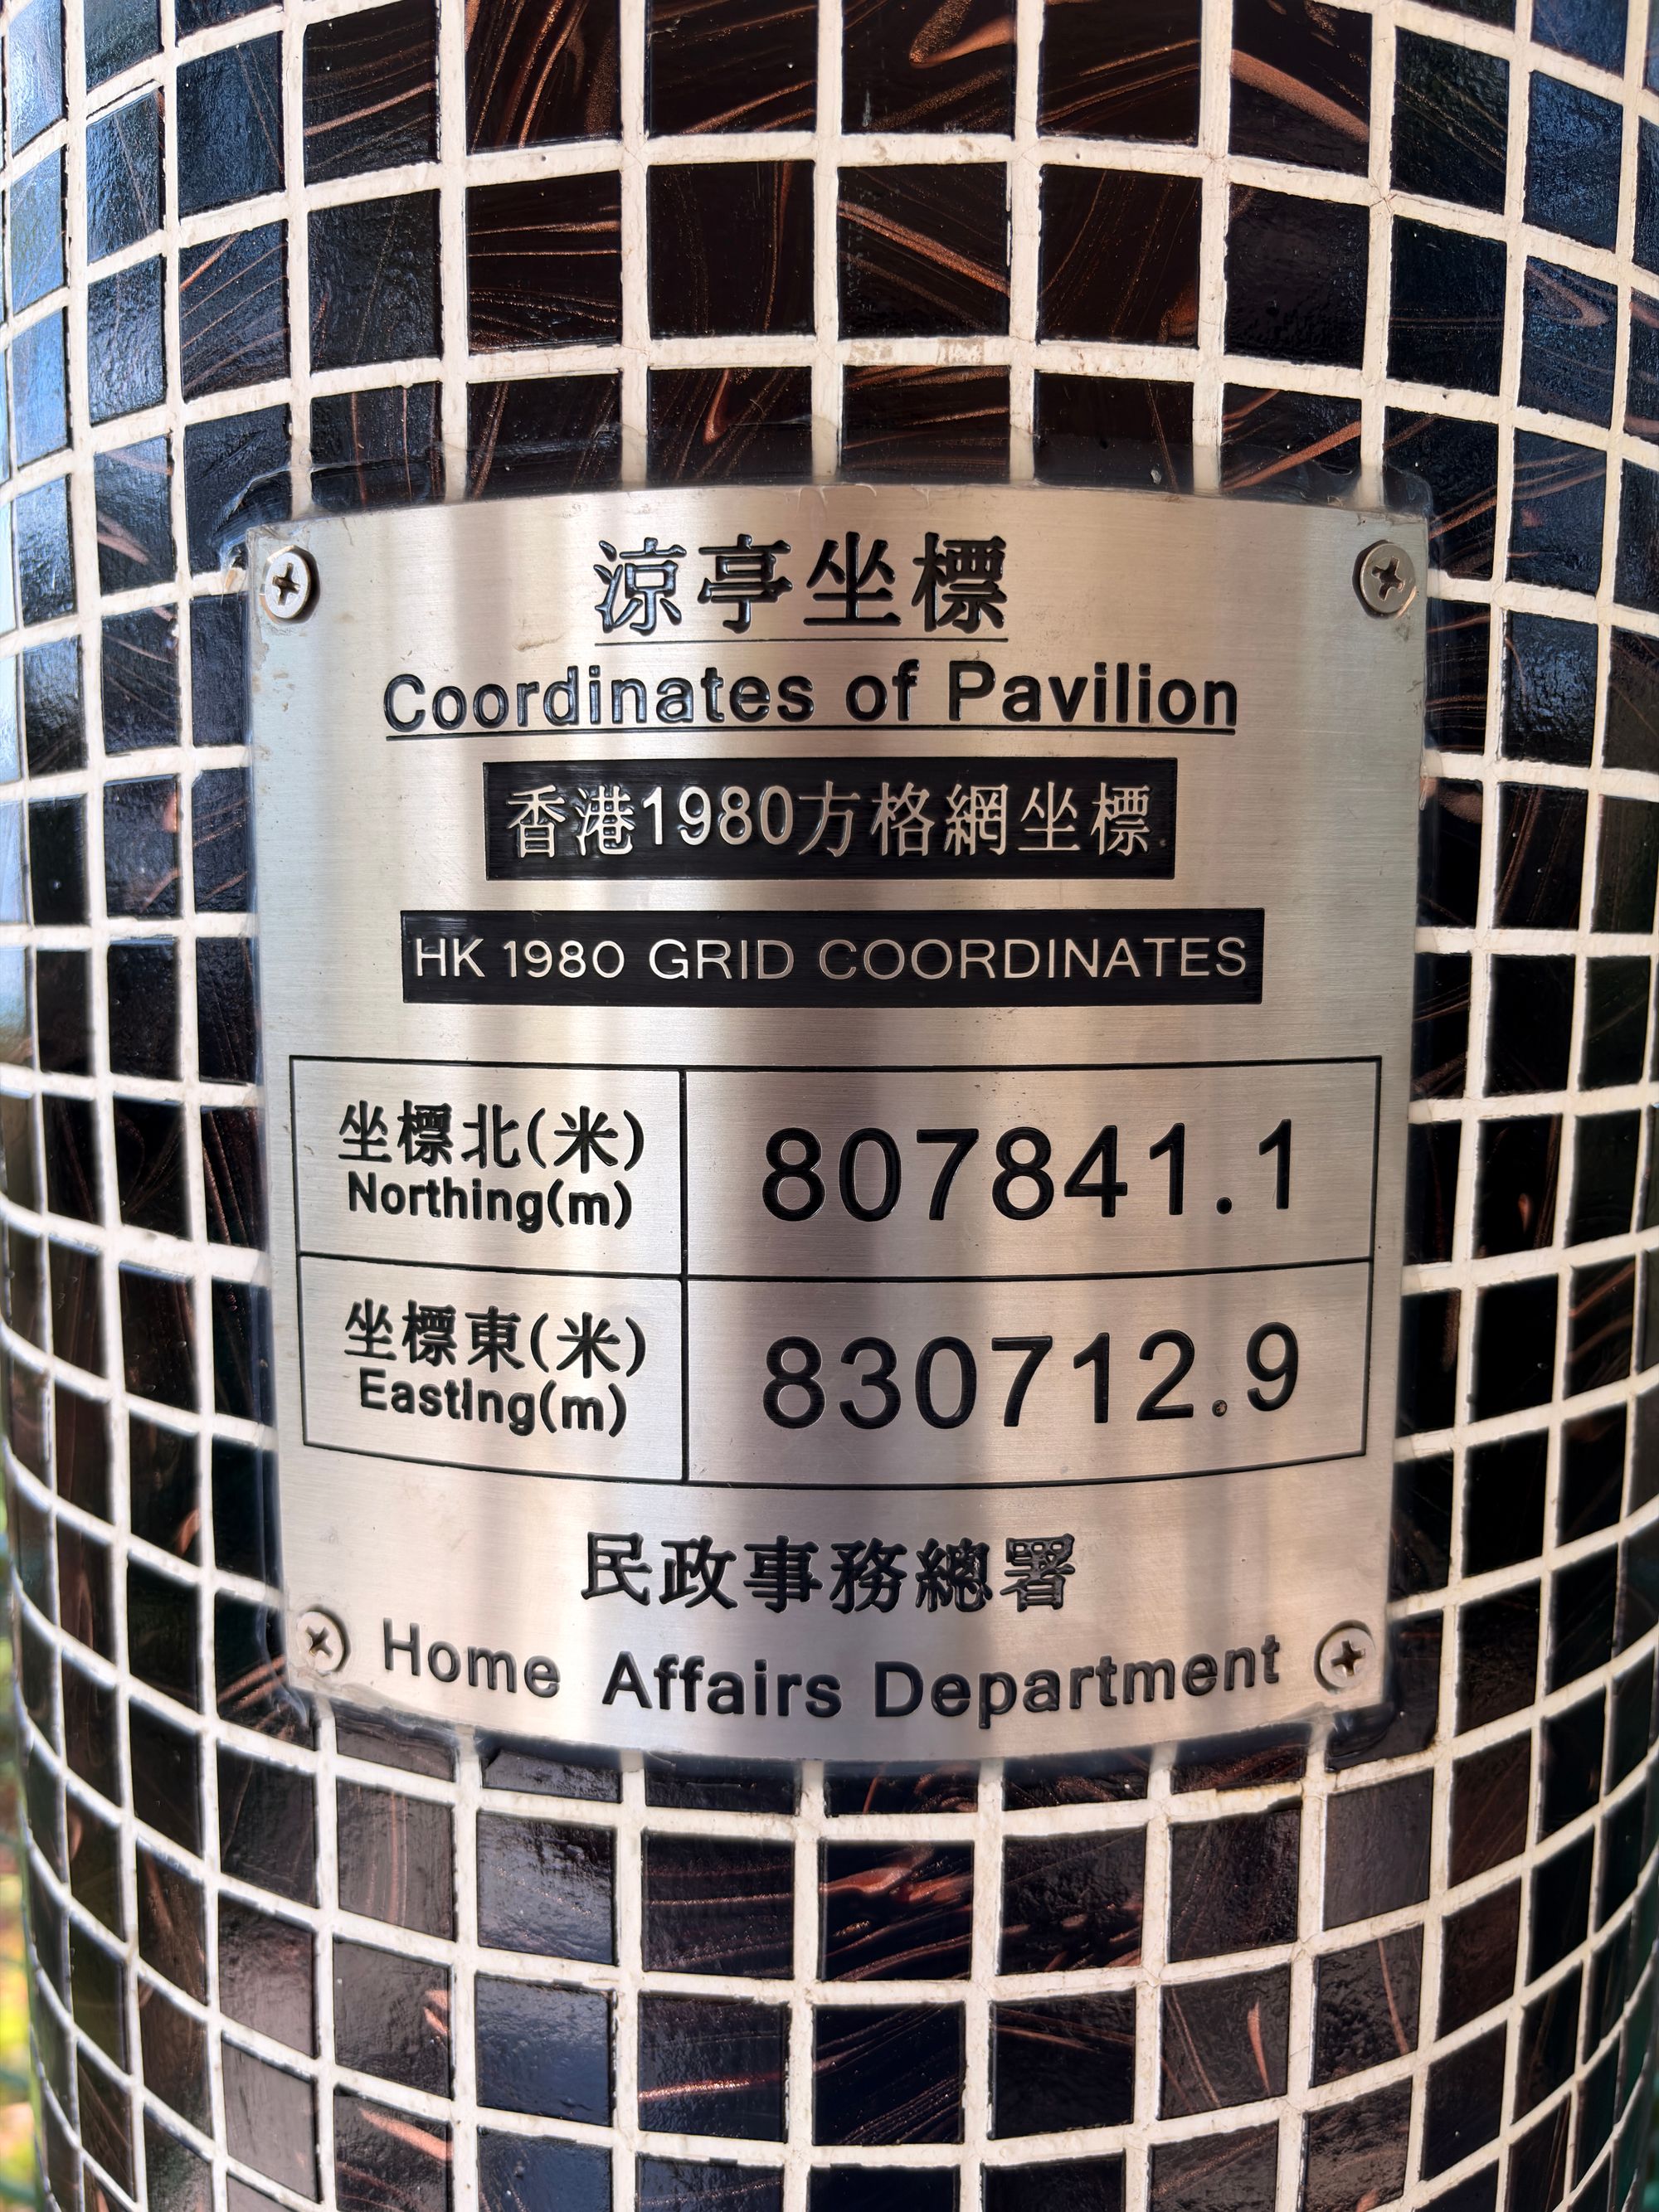 涼亭坐標
Coordinates of Pavilion
香港1980方格網坐標
HK 1980 GRID COORDINATES
坐標北(米)
Northing(m)
807841.1
坐標東(米)
Easting(m)
830712.9
民政事務總署
Home Affairs Department